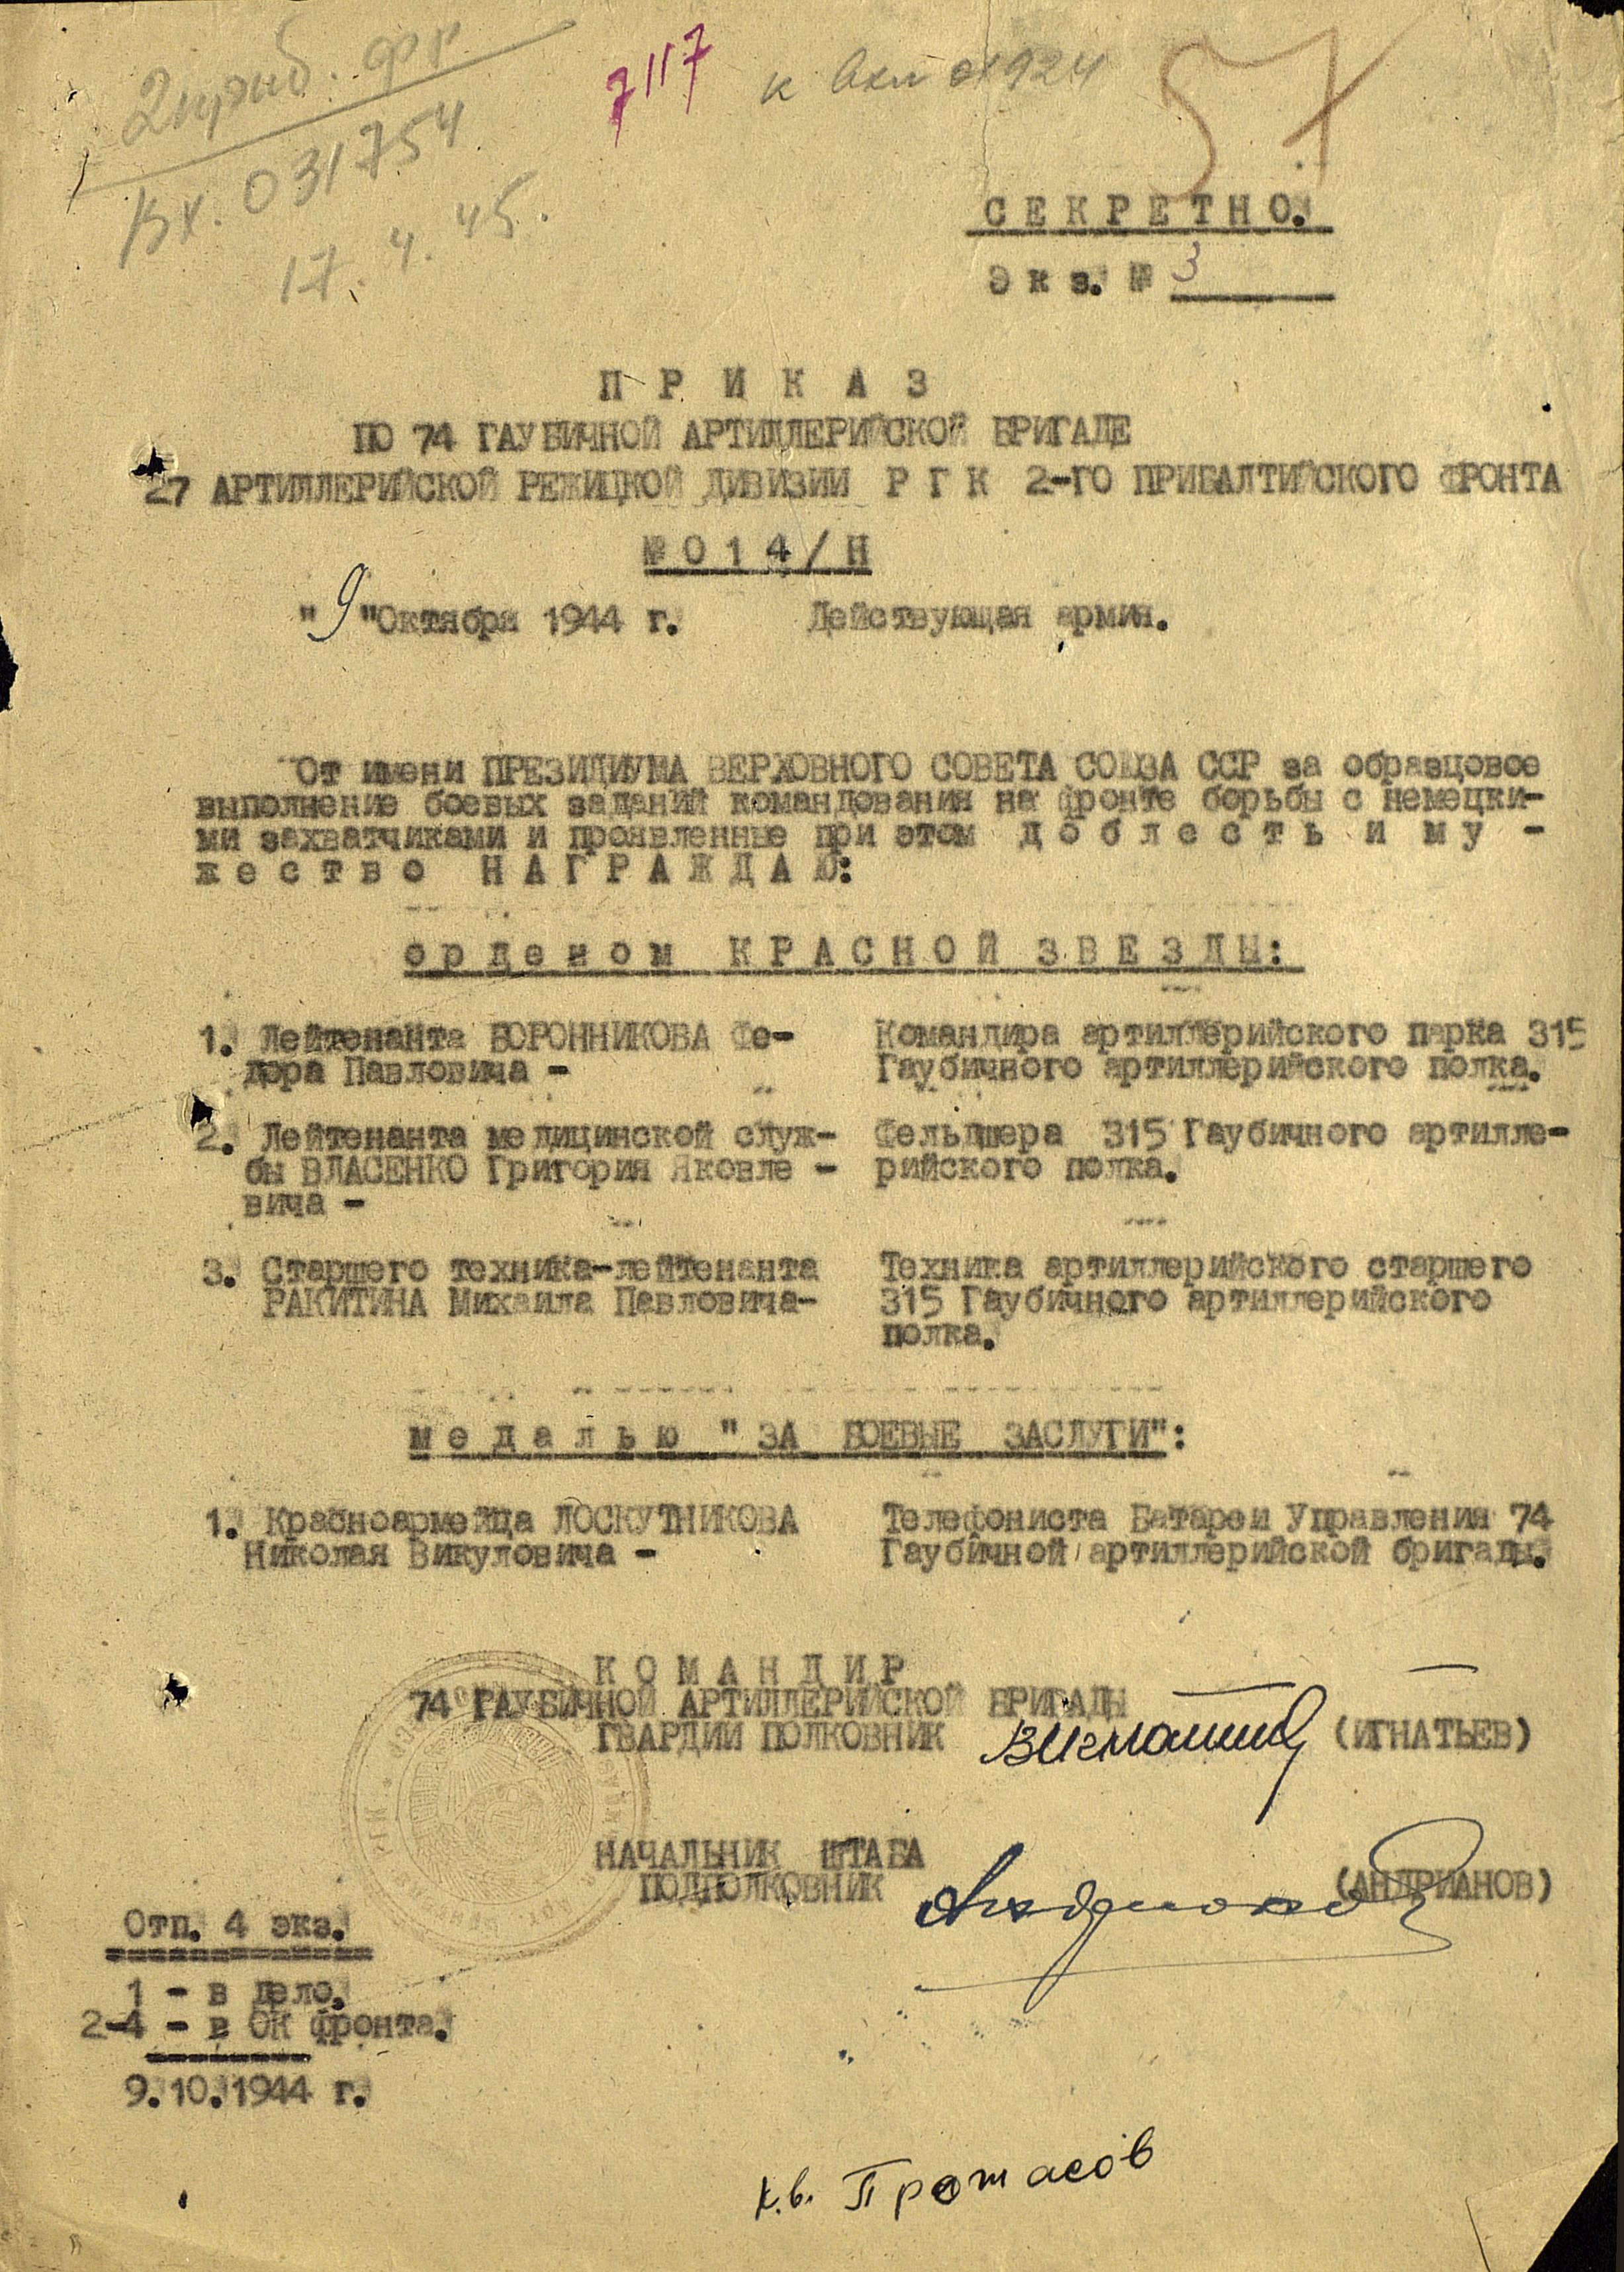 2 приб. фр
Вх. 031754
17.4.45.
7117
57
СЕКРЕТНО.
Экз. № 3
ПРИКАЗ
ПО 74 ГАУБИЧНОЙ АРТИЛЛЕРИЙСКОЙ БРИГАДЕ
27 АРТИЛЛЕРИЙСКОЙ РЕЖИЦКОЙ ДИВИЗИИ РГК 2-ГО ПРИБАЛТИЙСКОГО ФРОНТА
№ 014/Н
"9" Октября 1944 г. Действующая армия.
От имени ПРЕЗИДИУМА ВЕРХОВНОГО СОВЕТА СОЮЗА ССР за образцовое
выполнение боевых заданий командования на фронте борьбы с немецки-
ми захватчиками и проявленные при этом доблесть и му -
жество НАГРАЖДАЮ:
орденом КРАСНОЙ ЗВЕЗДЫ:
1. Лейтенанта БОРОННИКОВА Фе- Командира артиллерийского парка 315
дора Павловича - Гаубичного артиллерийского полка.
2. Лейтенанта медицинской служ- Фельдшера 315 Гаубичного артилле-
бы ВЛАСЕНКО Григория Яковле - рийского полка.
вича -
3. Старшего техника-лейтенанта Техника артиллерийского старшего
РАКИТИНА Михаила Павловича- 315 Гаубичного артиллерийского
полка.
медалью "ЗА БОЕВЫЕ ЗАСЛУГИ":
1. Красноармейца ЛОСКУТНИКОВА Телефониста Батареи Управления 74
Николая Викуловича - Гаубичной артиллерийской бригады.
КОМАНДИР
74 ГАУБИЧНОЙ АРТИЛЛЕРИЙСКОЙ БРИГАДЫ
ГВАРДИИ ПОЛКОВНИК (ИГНАТЬЕВ)
НАЧАЛЬНИК ШТАБА
ПОДПОЛКОВНИК (АНДРИАНОВ)
Отп. 4 экз.
1 - в дело,
2-4 - в ОК фронта.
9.10.1944 г.
к.в. Протасов